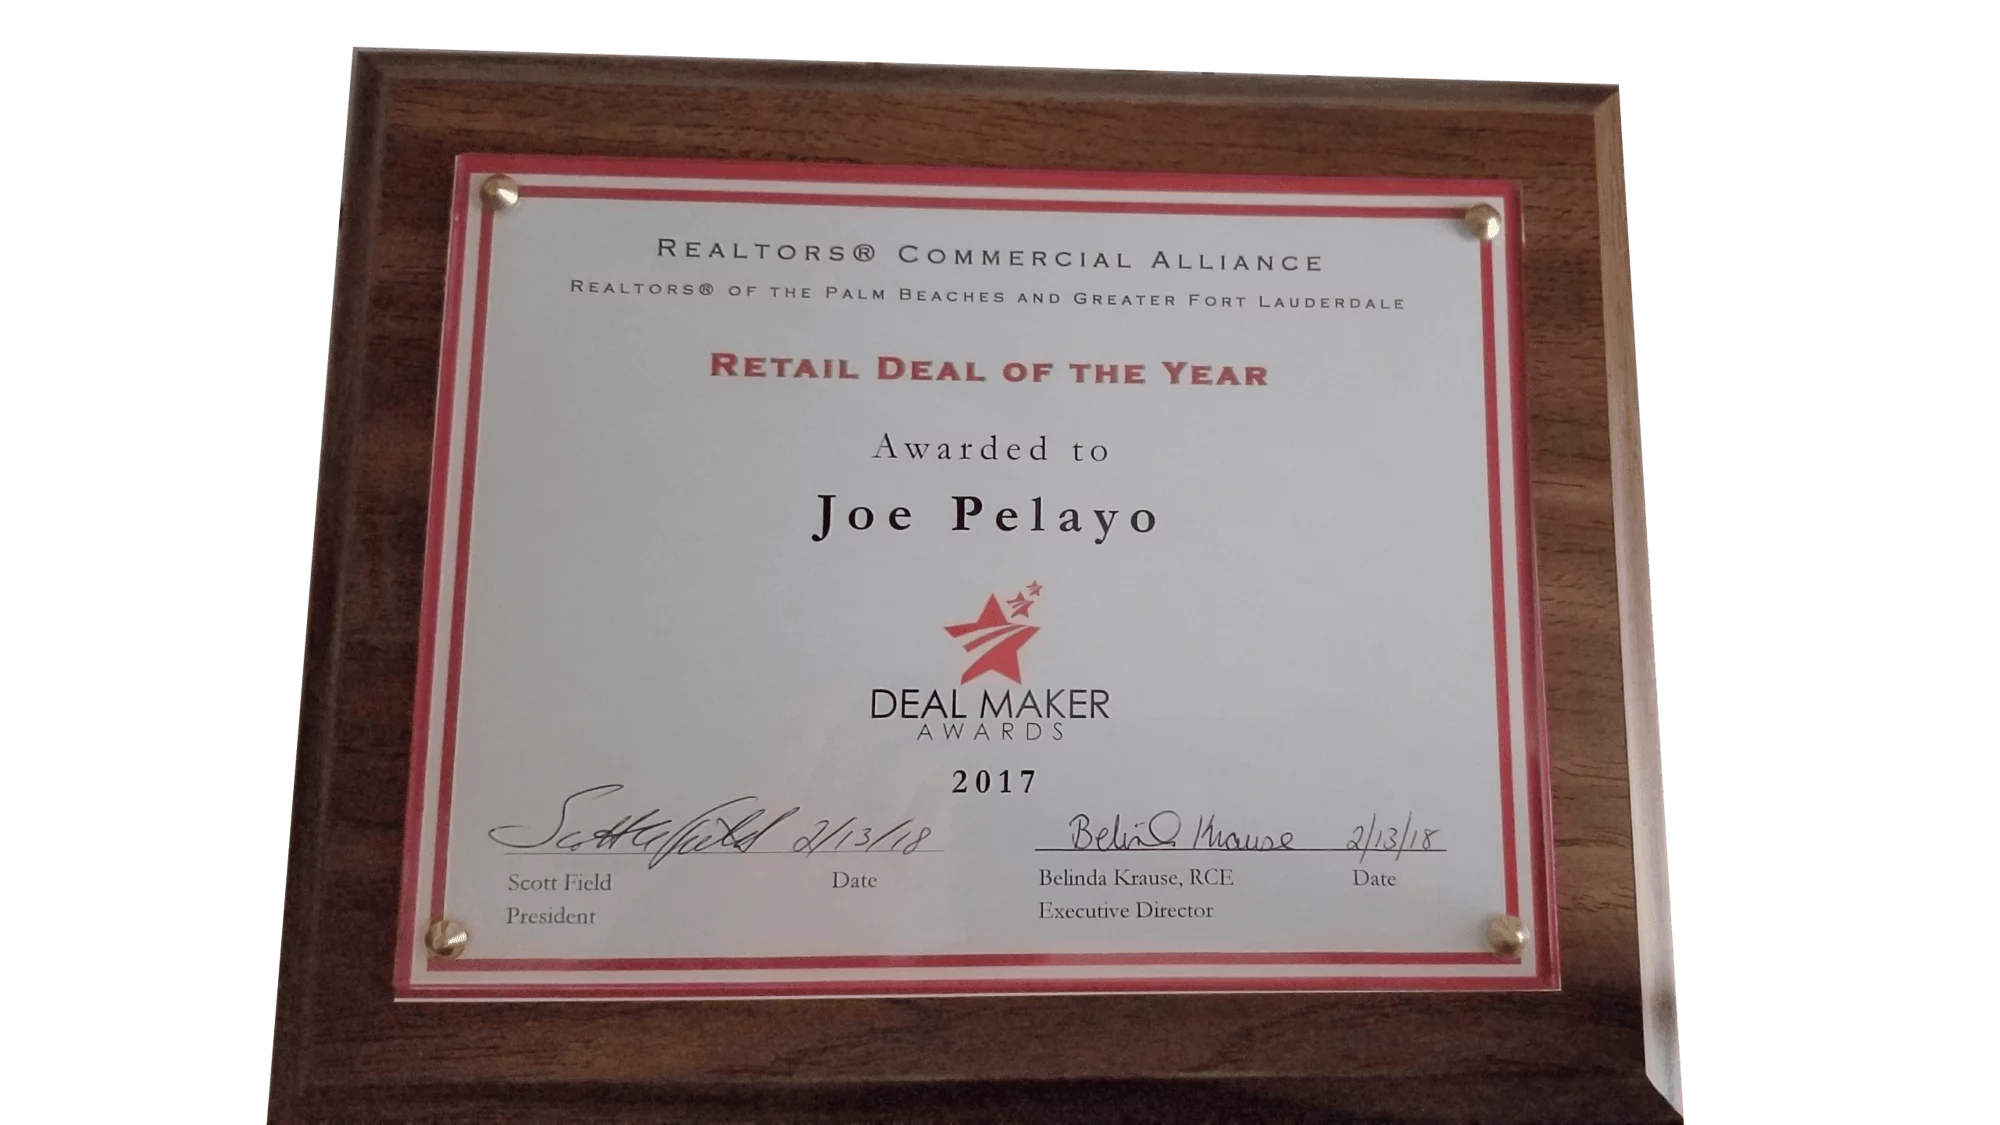 REALTORS® COMMERCIAL ALLIANCE
REALTORS® OF THE PALM BEACHES AND GREATER FORT LAUDERDALE
RETAIL DEAL OF THE YEAR
Awarded to
Joe Pelayo
DEAL MAKER
AWARDS
2017
Scott Field 2/13/18
Scott Field Date
President
Belinda Krause 2/13/18
Belinda Krause, RCE Date
Executive Director